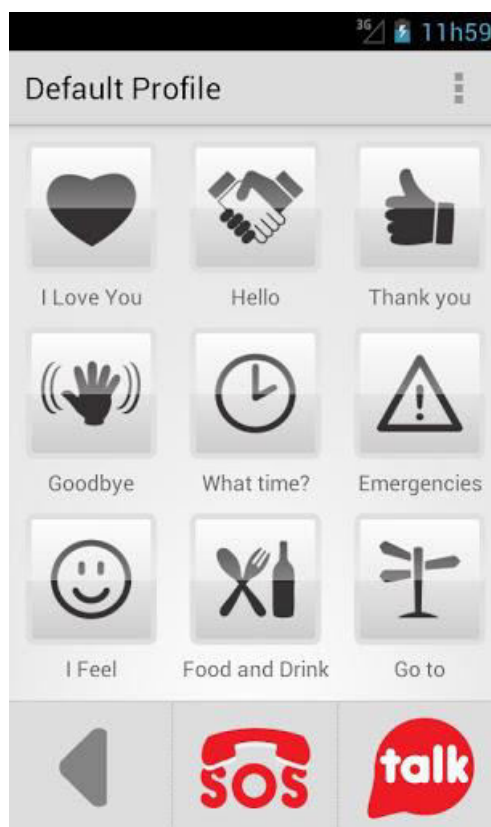 3G 11h59
Default Profile
I Love You Hello Thank you
Goodbye What time? Emergencies
I Feel Food and Drink Go to
SOS talk